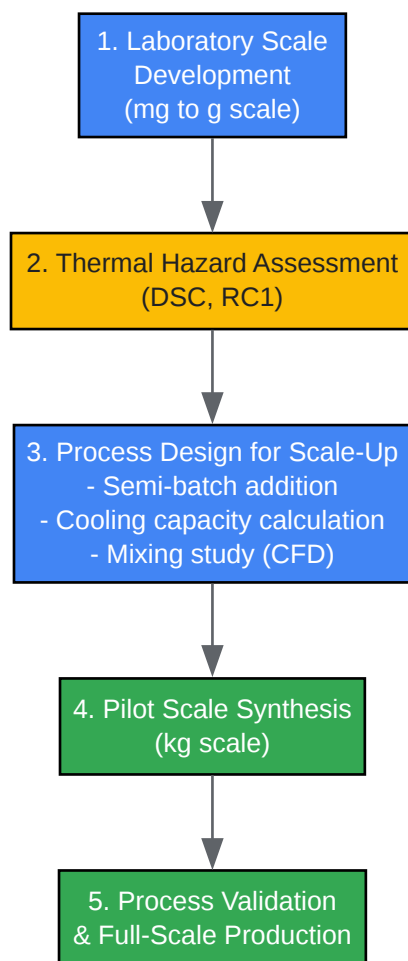 1. Laboratory Scale
Development
(mg to g scale)
2. Thermal Hazard Assessment
(DSC, RC1)
3. Process Design for Scale-Up
- Semi-batch addition
- Cooling capacity calculation
- Mixing study (CFD)
4. Pilot Scale Synthesis
(kg scale)
5. Process Validation
& Full-Scale Production